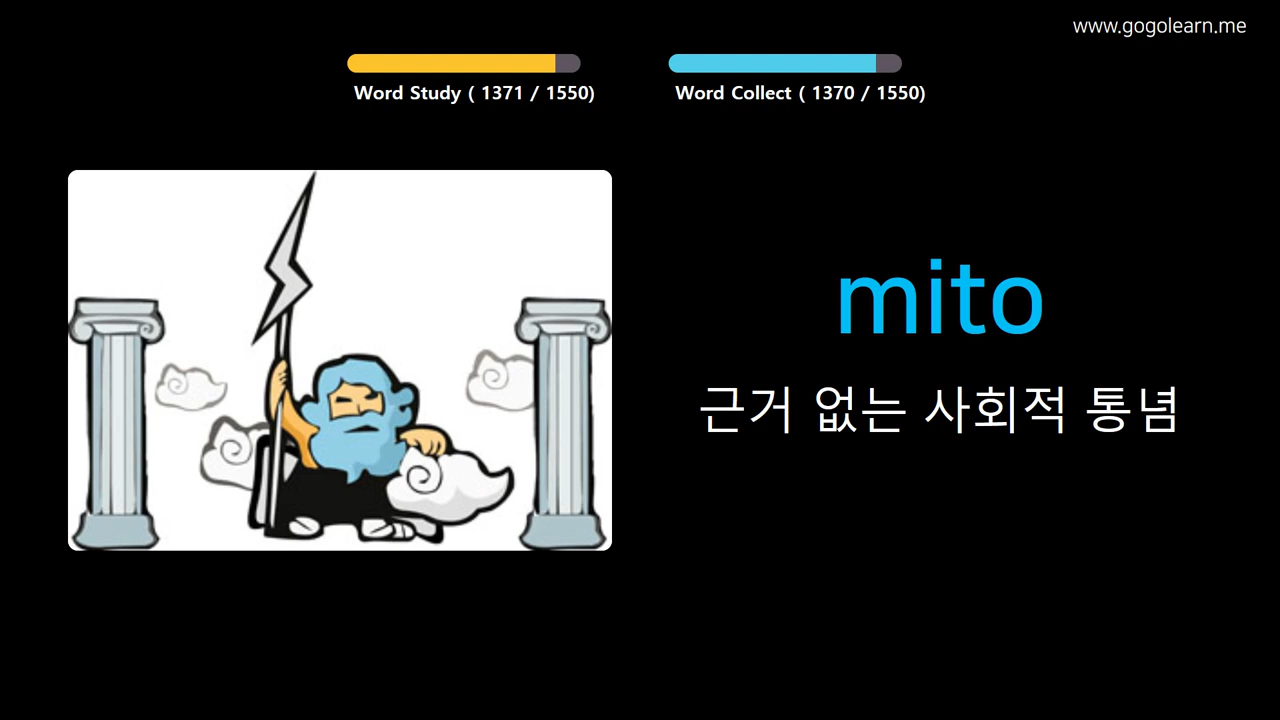 www.gogolearn.me
Word Study ( 1371 / 1550)
Word Collect ( 1370 / 1550)
mito
근거 없는 사회적 통념